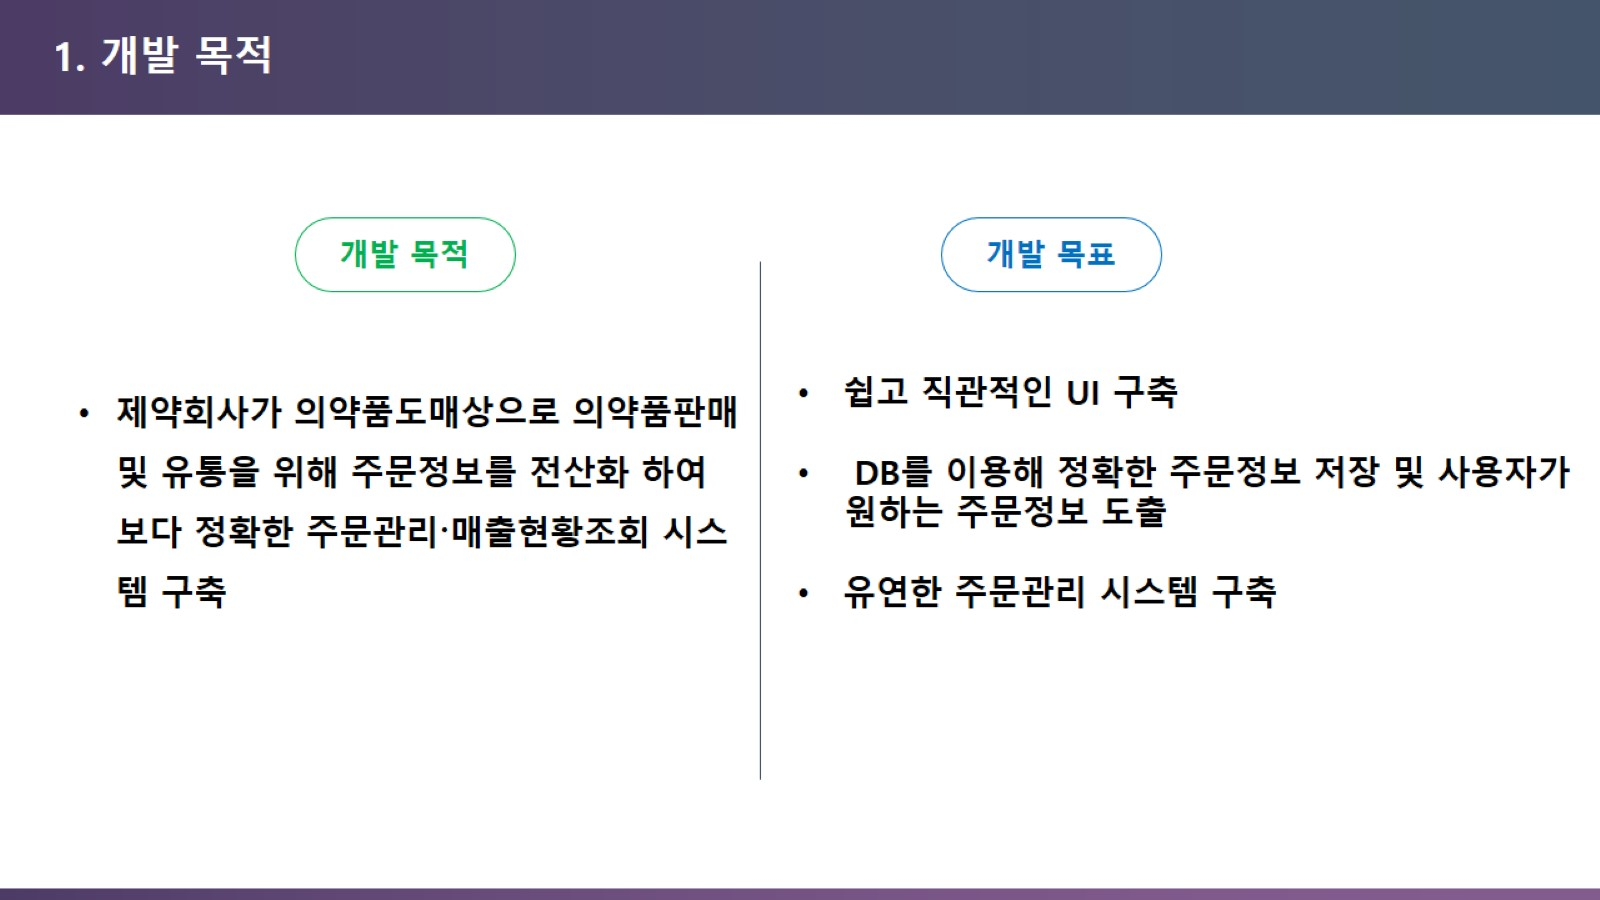 1. 개발 목적
개발 목적
• 제약회사가 의약품도매상으로 의약품판매
및 유통을 위해 주문정보를 전산화 하여
보다 정확한 주문관리·매출현황조회 시스
템 구축
개발 목표
• 쉽고 직관적인 UI 구축
• DB를 이용해 정확한 주문정보 저장 및 사용자가
원하는 주문정보 도출
• 유연한 주문관리 시스템 구축